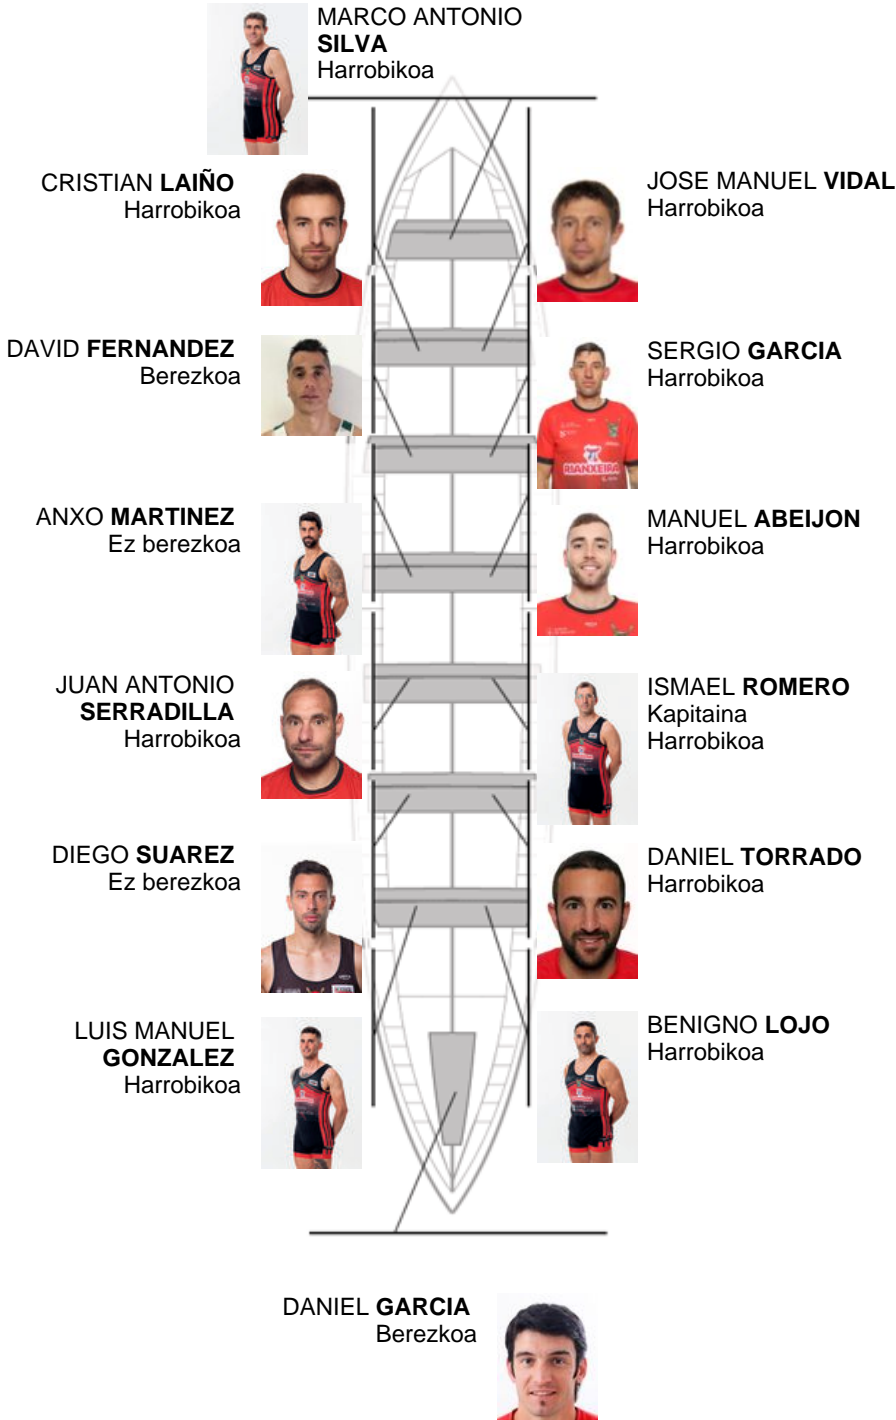 MARCO ANTONIO
SILVA
Harrobikoa
CRISTIAN LAIÑO
Harrobikoa
JOSE MANUEL VIDAL
Harrobikoa
DAVID FERNANDEZ
Berezkoa
SERGIO GARCIA
Harrobikoa
RIANXEIRA
ANXO MARTINEZ
Ez berezkoa
MANUEL ABEIJON
Harrobikoa
JUAN ANTONIO
SERRADILLA
Harrobikoa
ISMAEL ROMERO
Kapitaina
Harrobikoa
DIEGO SUAREZ
Ez berezkoa
DANIEL TORRADO
Harrobikoa
LUIS MANUEL
GONZALEZ
Harrobikoa
BENIGNO LOJO
Harrobikoa
DANIEL GARCIA
Berezkoa